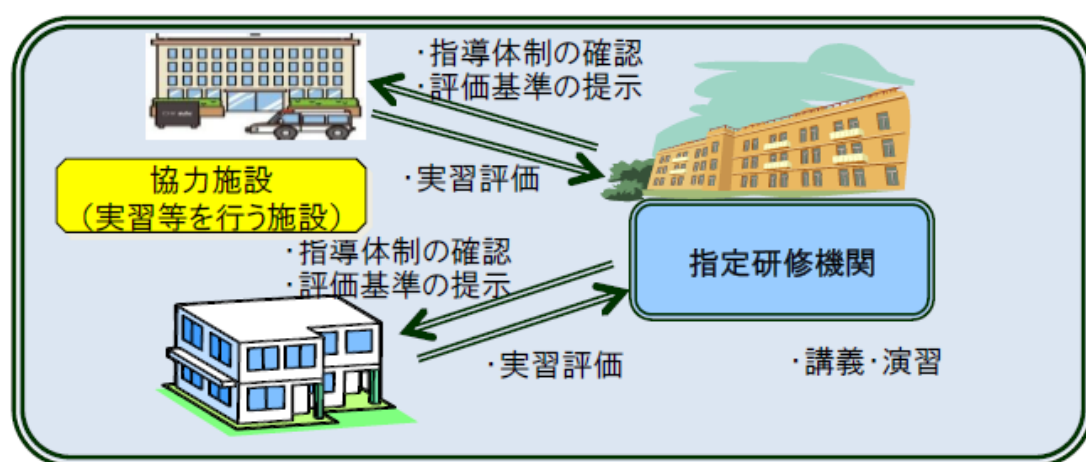 ・指導体制の確認
・評価基準の提示
・実習評価
協力施設
（実習等を行う施設）
・指導体制の確認
・評価基準の提示
指定研修機関
・実習評価
・講義・演習